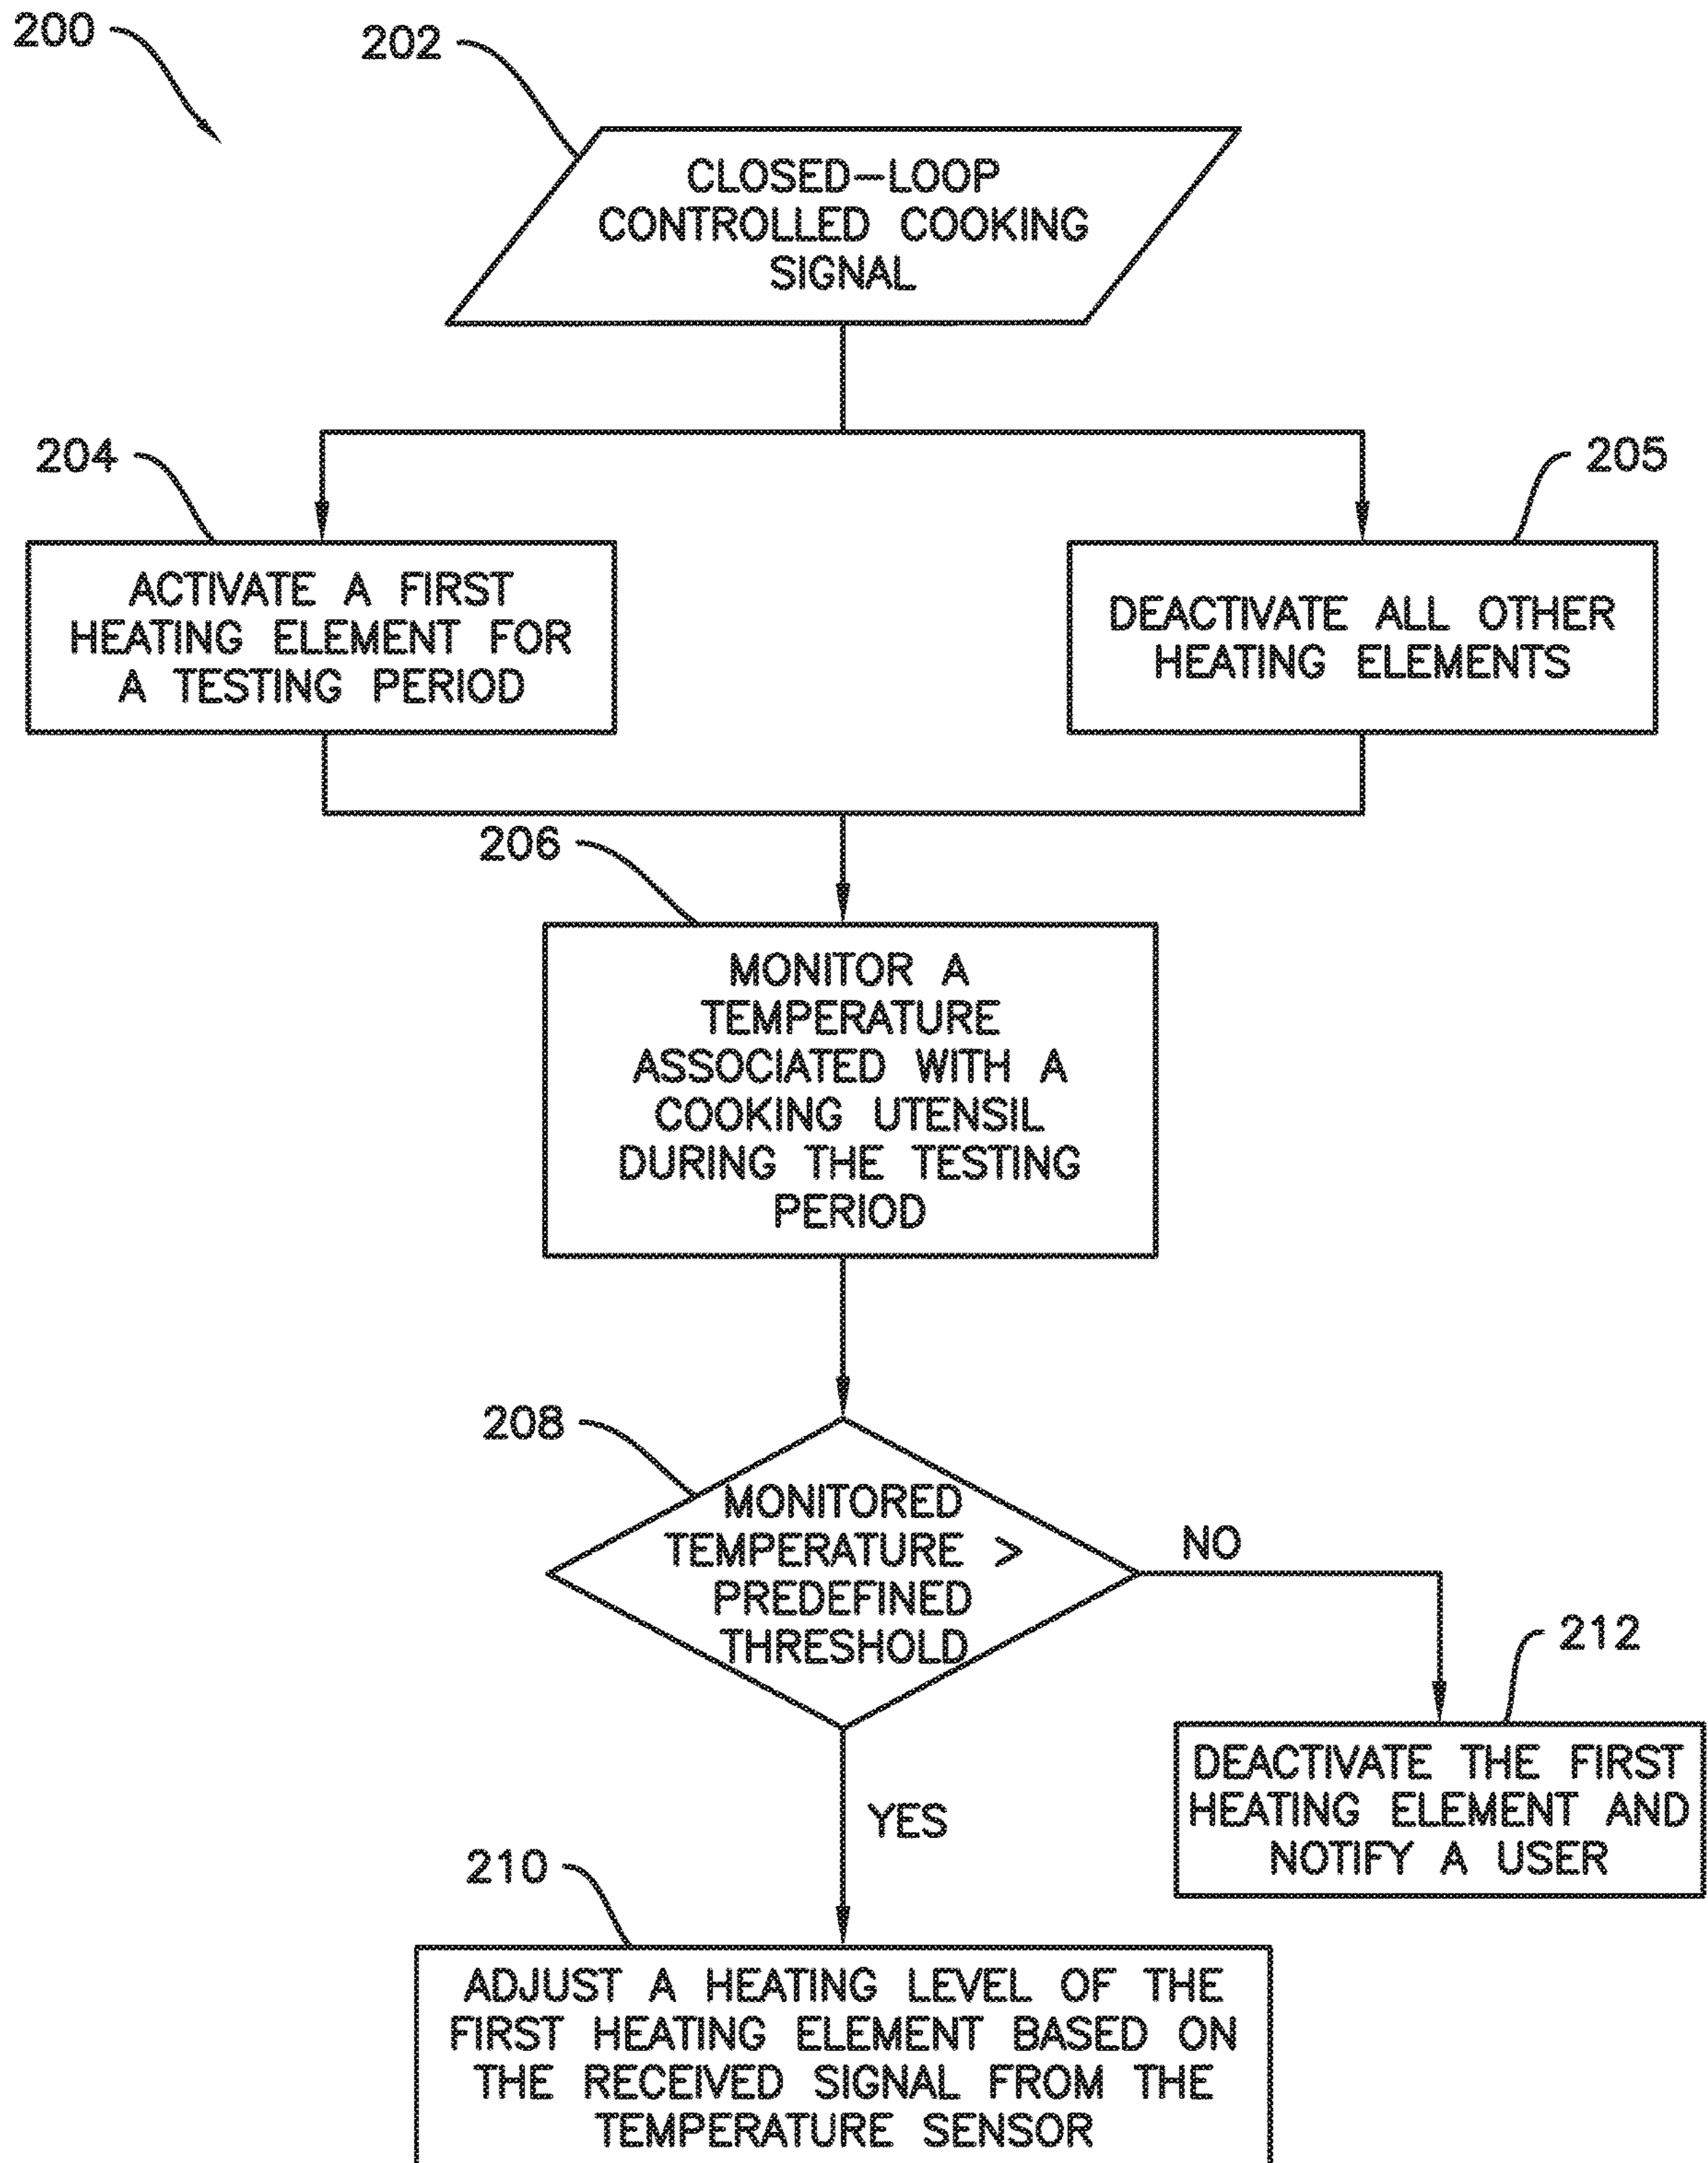 200
202
CLOSED-LOOP
CONTROLLED COOKING
SIGNAL
204
205
ACTIVATE A FIRST
HEATING ELEMENT FOR
A TESTING PERIOD
DEACTIVATE ALL OTHER
HEATING ELEMENTS
206
MONITOR A
TEMPERATURE
ASSOCIATED WITH A
COOKING UTENSIL
DURING THE TESTING
PERIOD
208
MONITORED
TEMPERATURE >
PREDEFINED
THRESHOLD
NO
212
DEACTIVATE THE FIRST
HEATING ELEMENT AND
NOTIFY A USER
YES
210
ADJUST A HEATING LEVEL OF THE
FIRST HEATING ELEMENT BASED ON
THE RECEIVED SIGNAL FROM THE
TEMPERATURE SENSOR